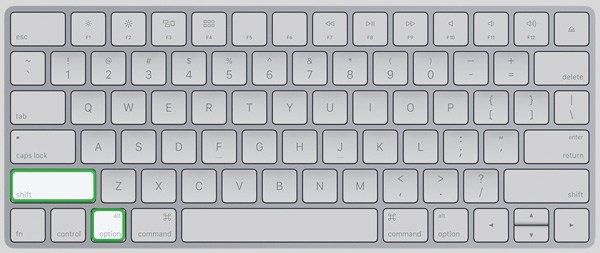 esc F1 F2 F3 F4 F5 F6 F7 F8 F9 F10 F11 F12
~ ! @ # $ % ^ & * ( ) _ +
` 1 2 3 4 5 6 7 8 9 0 - = delete
tab Q W E R T Y U I O P { [ } ] | \
caps lock A S D F G H J K L : ; " ' enter return
shift Z X C V B N M < , > . ? / shift
fn control alt option ⌘ command ⌘ command alt option